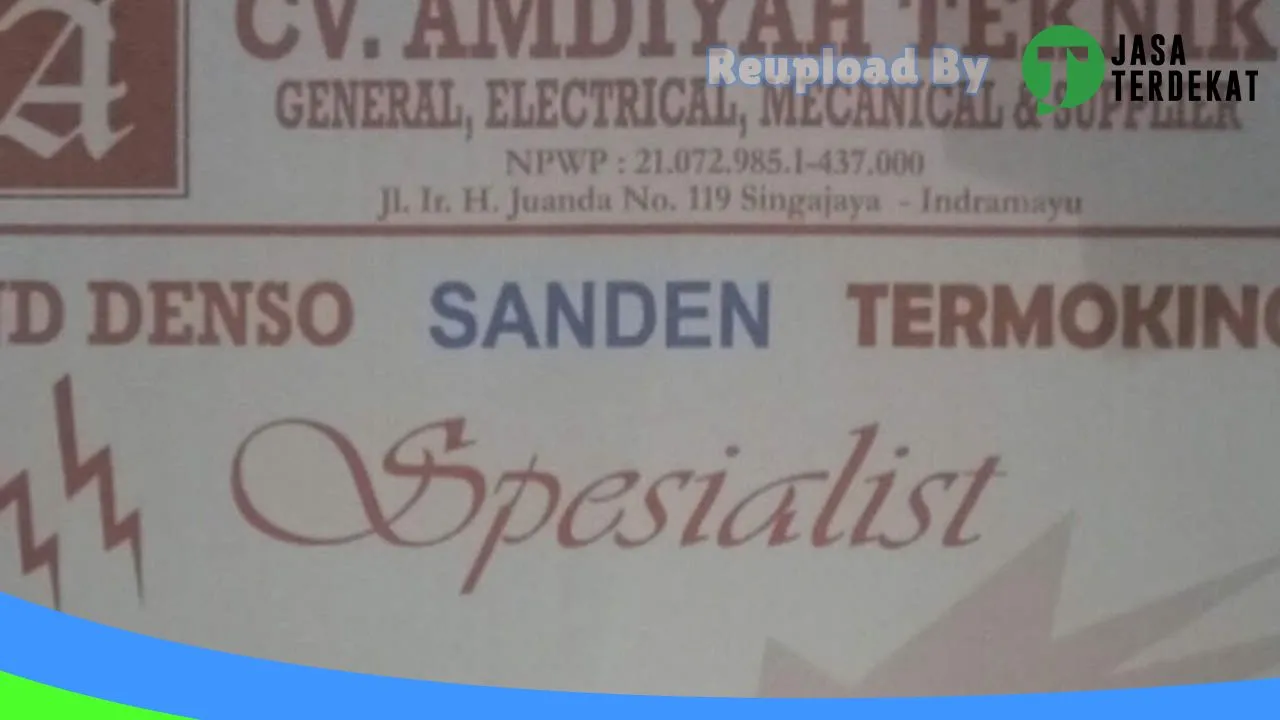 A
CV. AMDIYAH TEKNIK
Reupload By
JASA
TERDEKAT
GENERAL, ELECTRICAL, MECANICAL & SUPPLIER
NPWP : 21.072.985.1-437.000
Jl. Ir. H. Juanda No. 119 Singajaya - Indramayu
ND DENSO SANDEN TERMOKING
Spesialist